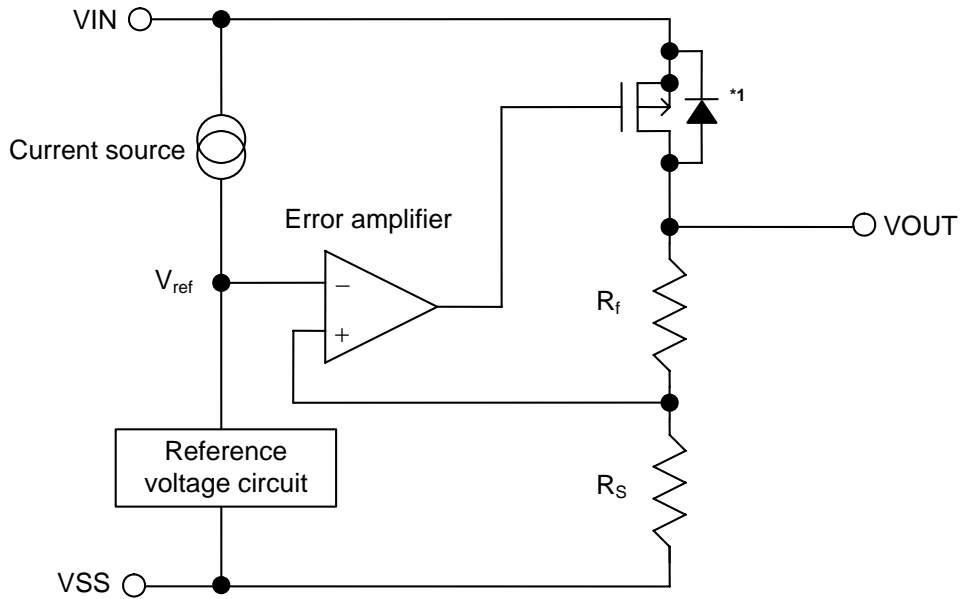 VIN
*1
Current source
Error amplifier
VOUT
Vref
−
+
Rf
Reference
voltage circuit
RS
VSS